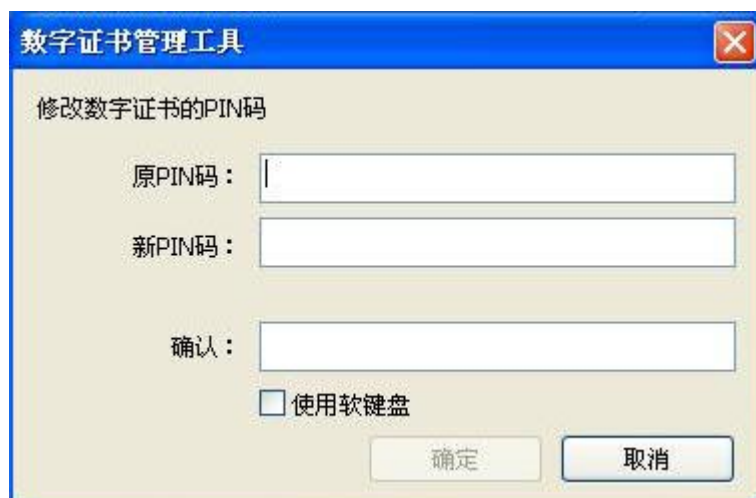 数字证书管理工具
修改数字证书的PIN码
原PIN码：
新PIN码：
确认：
使用软键盘
确定
取消